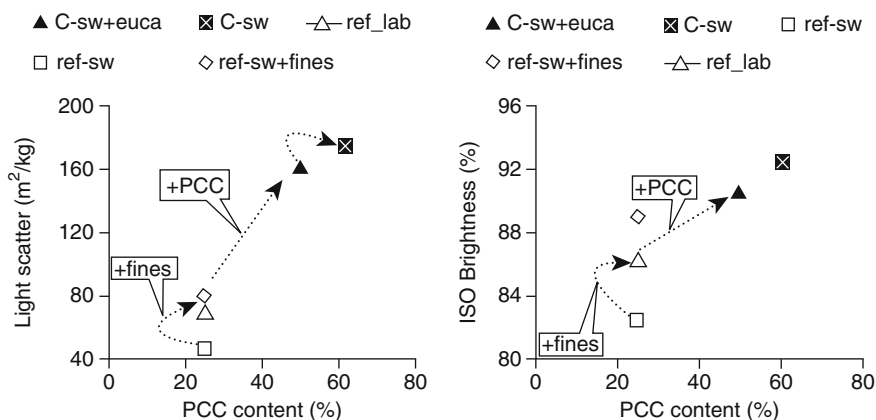 C-sw+euca C-sw ref_lab
ref-sw ref-sw+fines
Light scatter (m²/kg)
200
160
120
80
40
0 20 40 60 80
PCC content (%)
+PCC
+fines
C-sw+euca C-sw ref-sw
ref-sw+fines ref_lab
ISO Brightness (%)
96
92
88
84
80
0 20 40 60 80
PCC content (%)
+PCC
+fines